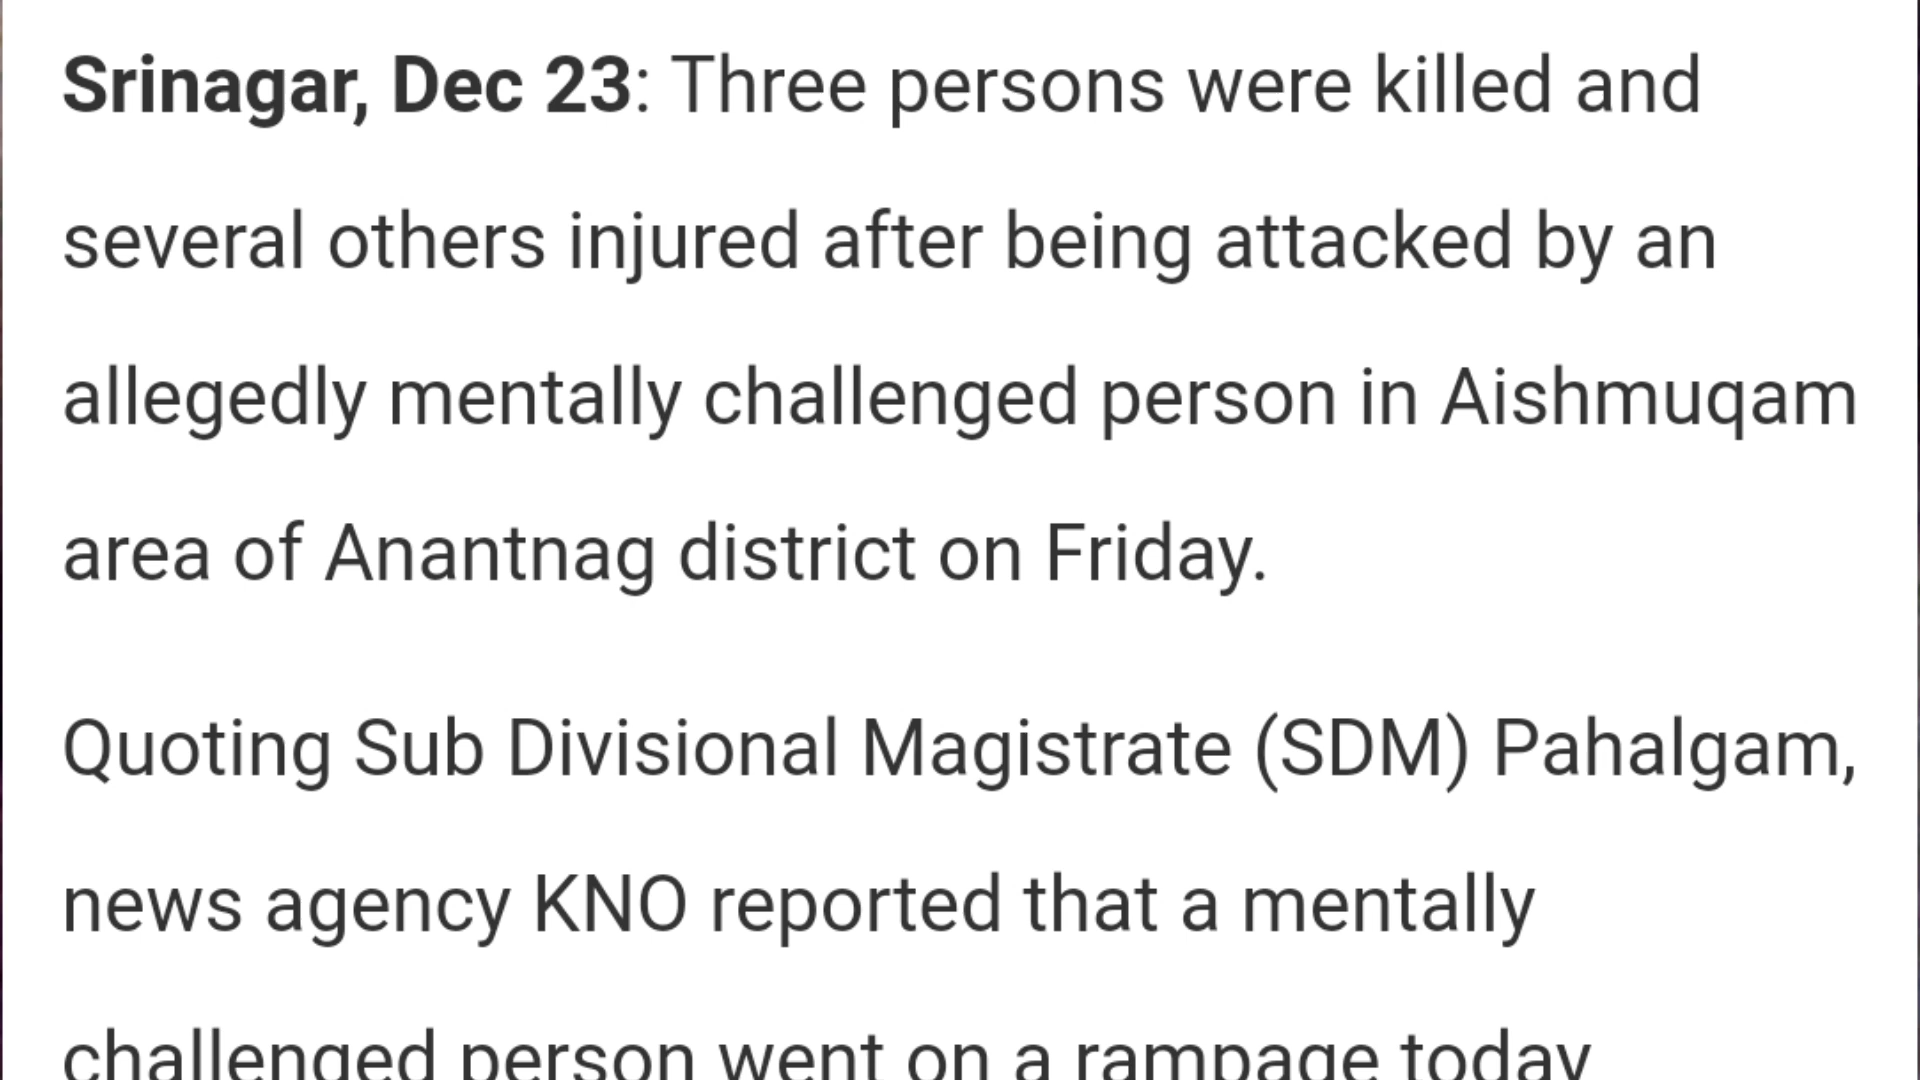 Srinagar, Dec 23: Three persons were killed and
several others injured after being attacked by an
allegedly mentally challenged person in Aishmuqam
area of Anantnag district on Friday.
Quoting Sub Divisional Magistrate (SDM) Pahalgam,
news agency KNO reported that a mentally
challenged person went on a rampage today